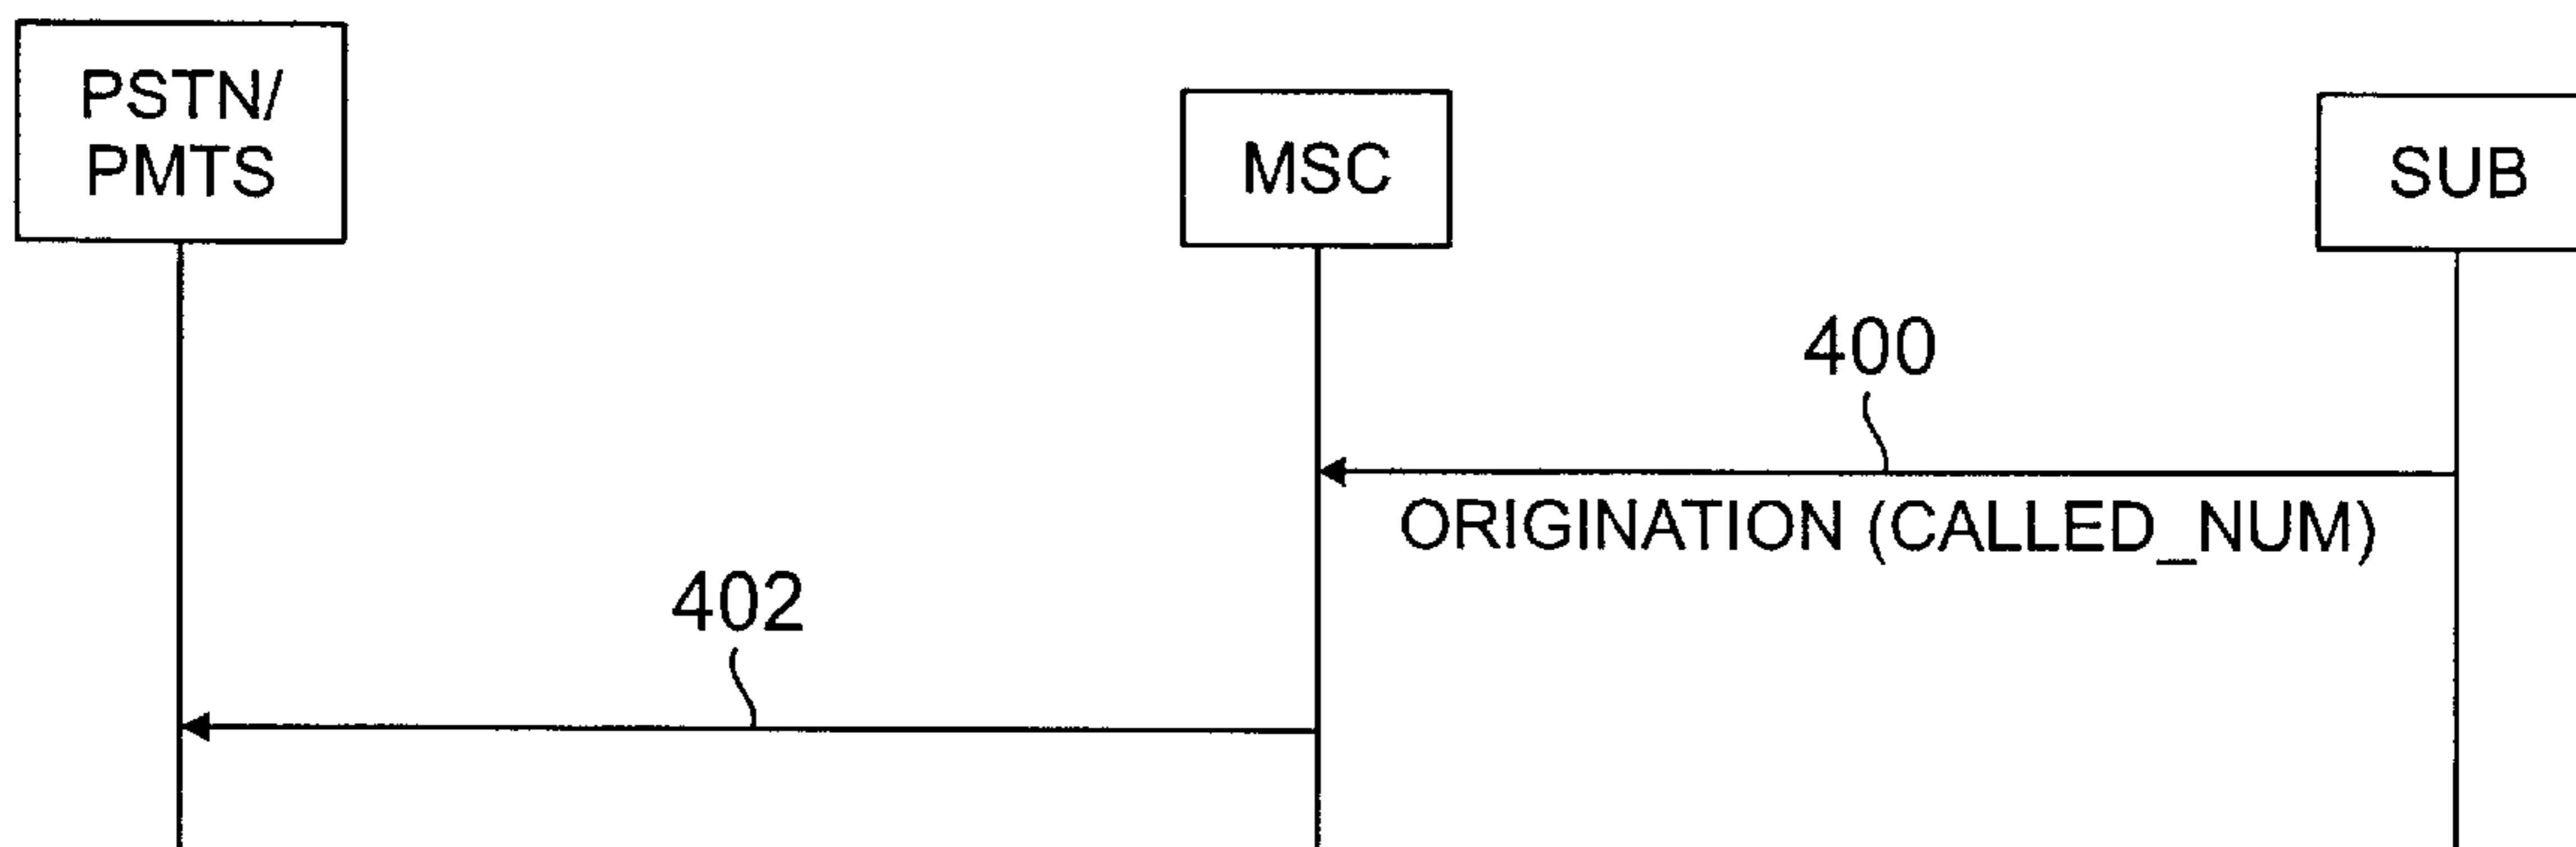 PSTN/
PMTS
MSC
SUB
400
ORIGINATION (CALLED_NUM)
402